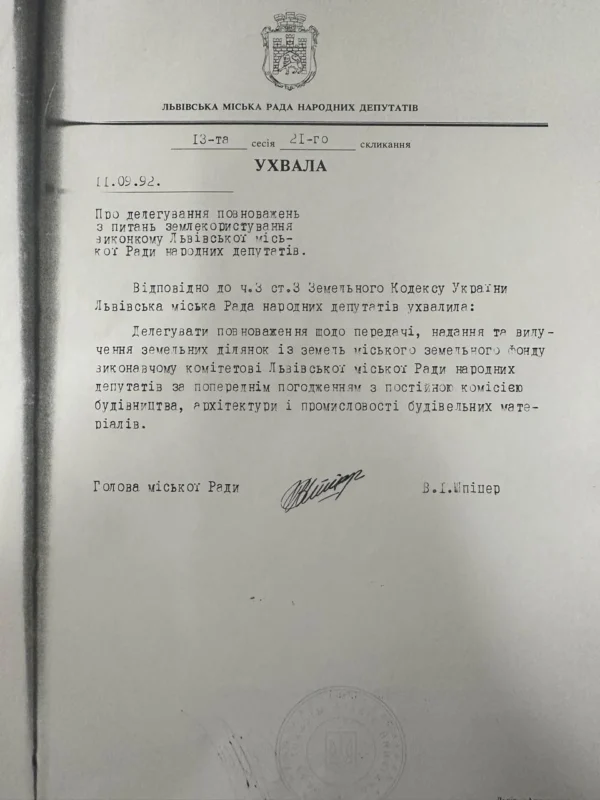 ЛЬВІВСЬКА МІСЬКА РАДА НАРОДНИХ ДЕПУТАТІВ
13-та сесія 21-го скликання
УХВАЛА
11.09.92.
Про делегування повноважень
з питань землекористування
виконкому Львівської місь-
кої Ради народних депутатів.
Відповідно до ч.3 ст.3 Земельного Кодексу України
Львівська міська Рада народних депутатів ухвалила:
Делегувати повноваження щодо передачі, надання та вилу-
чення земельних ділянок із земель міського земельного фонду
виконавчому комітетові Львівської міської Ради народних
депутатів за попереднім погодженням з постійною комісією
будівництва, архітектури і промисловості будівельних мате-
ріалів.
Голова міської Ради В.І.Шпіцер